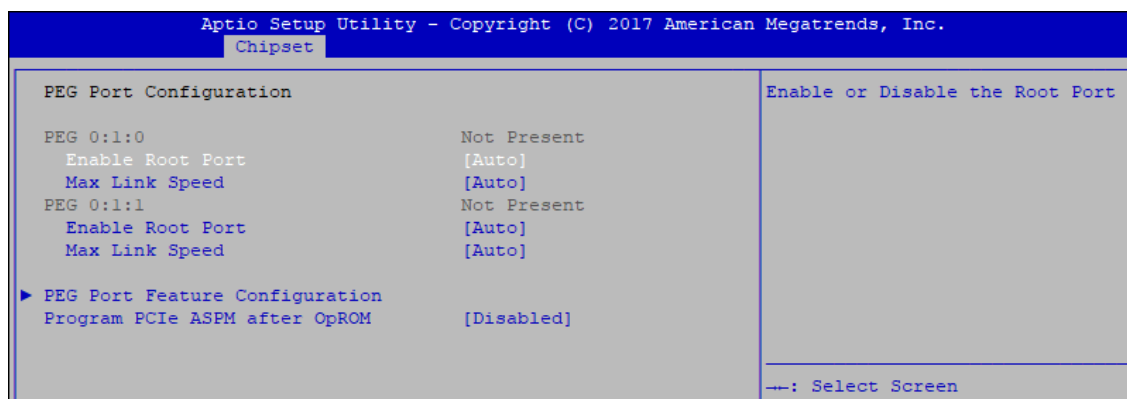 Aptio Setup Utility - Copyright (C) 2017 American Megatrends, Inc.
Chipset
PEG Port Configuration
Enable or Disable the Root Port
PEG 0:1:0 Not Present
Enable Root Port [Auto]
Max Link Speed [Auto]
PEG 0:1:1 Not Present
Enable Root Port [Auto]
Max Link Speed [Auto]
► PEG Port Feature Configuration
Program PCIe ASPM after OpROM [Disabled]
→←: Select Screen